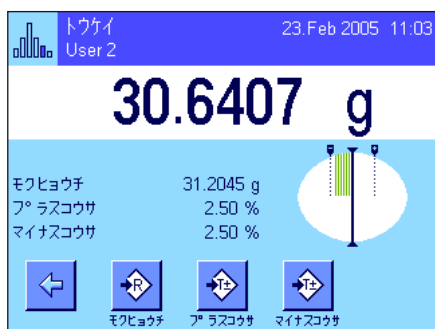 トウケイ 23.Feb 2005 11:03
User 2
30.6407 g
モクヒョウチ 31.2045 g
プラスコウサ 2.50 %
マイナスコウサ 2.50 %
R T± T±
モクヒョウチ プラスコウサ マイナスコウサ